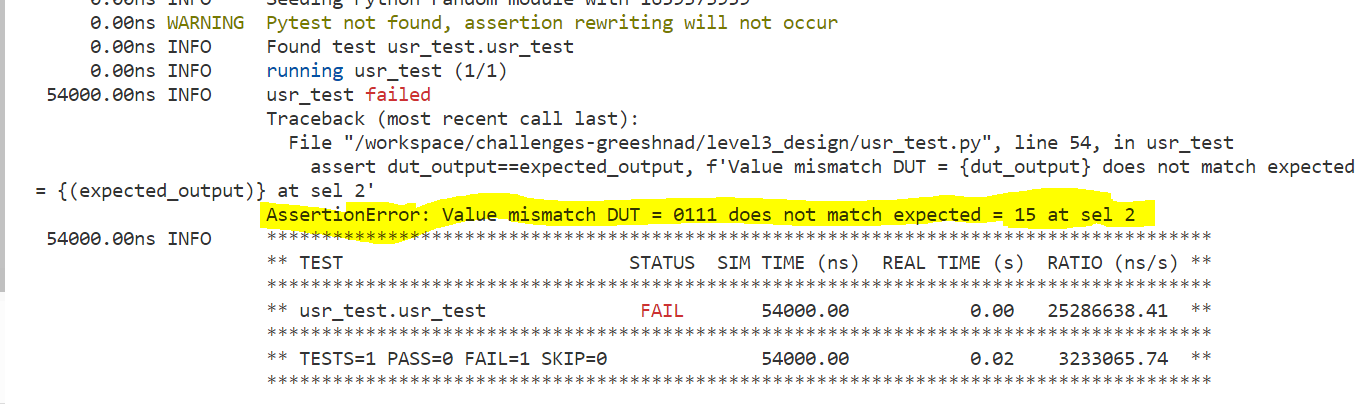 0.00ns INFO Seeding Python random module with 1659375959
0.00ns WARNING Pytest not found, assertion rewriting will not occur
0.00ns INFO Found test usr_test.usr_test
0.00ns INFO running usr_test (1/1)
54000.00ns INFO usr_test failed
Traceback (most recent call last):
File "/workspace/challenges-greeshnad/level3_design/usr_test.py", line 54, in usr_test
assert dut_output==expected_output, f'Value mismatch DUT = {dut_output} does not match expected
= {(expected_output)} at sel 2'
AssertionError: Value mismatch DUT = 0111 does not match expected = 15 at sel 2
54000.00ns INFO ***************************************************************************************
** TEST STATUS SIM TIME (ns) REAL TIME (s) RATIO (ns/s) **
***************************************************************************************
** usr_test.usr_test FAIL 54000.00 0.00 25286638.41 **
***************************************************************************************
** TESTS=1 PASS=0 FAIL=1 SKIP=0 54000.00 0.02 3233065.74 **
***************************************************************************************